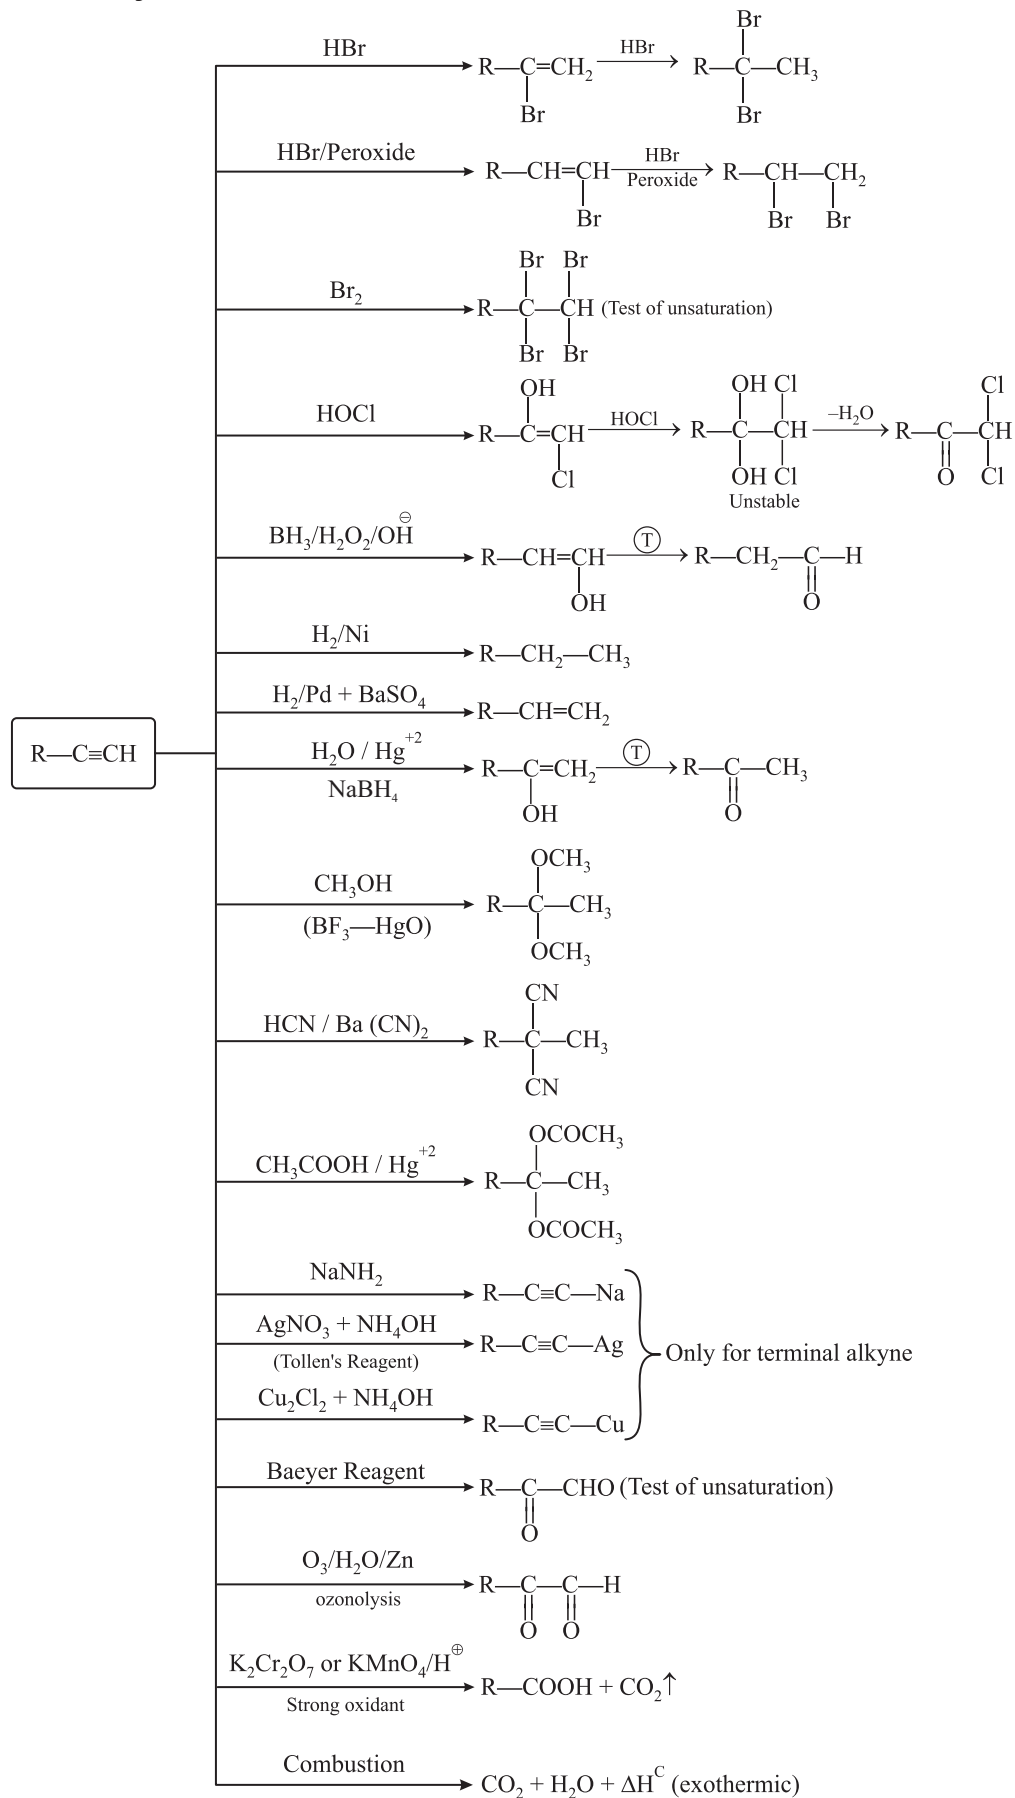 HBr
R—C=CH₂ HBr R—C—CH₃
Br
Br
Br
HBr/Peroxide
R—CH=CH HBr Peroxide R—CH—CH₂
Br
Br Br
Br₂
Br Br
R—C—CH (Test of unsaturation)
Br Br
HOCl
OH
R—C=CH HOCl R—C—CH –H₂O R—C—CH
Cl
OH Cl
OH Cl
Unstable
Cl
O Cl
BH₃/H₂O₂/OH⊖
R—CH=CH Ⓣ R—CH₂—C—H
OH
O
H₂/Ni
R—CH₂—CH₃
H₂/Pd + BaSO₄
R—CH=CH₂
R—C≡CH
H₂O / Hg⁺²
NaBH₄
R—C=CH₂ Ⓣ R—C—CH₃
OH
O
CH₃OH
(BF₃—HgO)
OCH₃
R—C—CH₃
OCH₃
HCN / Ba (CN)₂
CN
R—C—CH₃
CN
CH₃COOH / Hg⁺²
OCOCH₃
R—C—CH₃
OCOCH₃
NaNH₂
R—C≡C—Na
AgNO₃ + NH₄OH
(Tollen's Reagent)
R—C≡C—Ag
Only for terminal alkyne
Cu₂Cl₂ + NH₄OH
R—C≡C—Cu
Baeyer Reagent
R—C—CHO (Test of unsaturation)
O
O₃/H₂O/Zn
ozonolysis
R—C—C—H
O O
K₂Cr₂O₇ or KMnO₄/H⊕
Strong oxidant
R—COOH + CO₂↑
Combustion
CO₂ + H₂O + ΔHᶜ (exothermic)